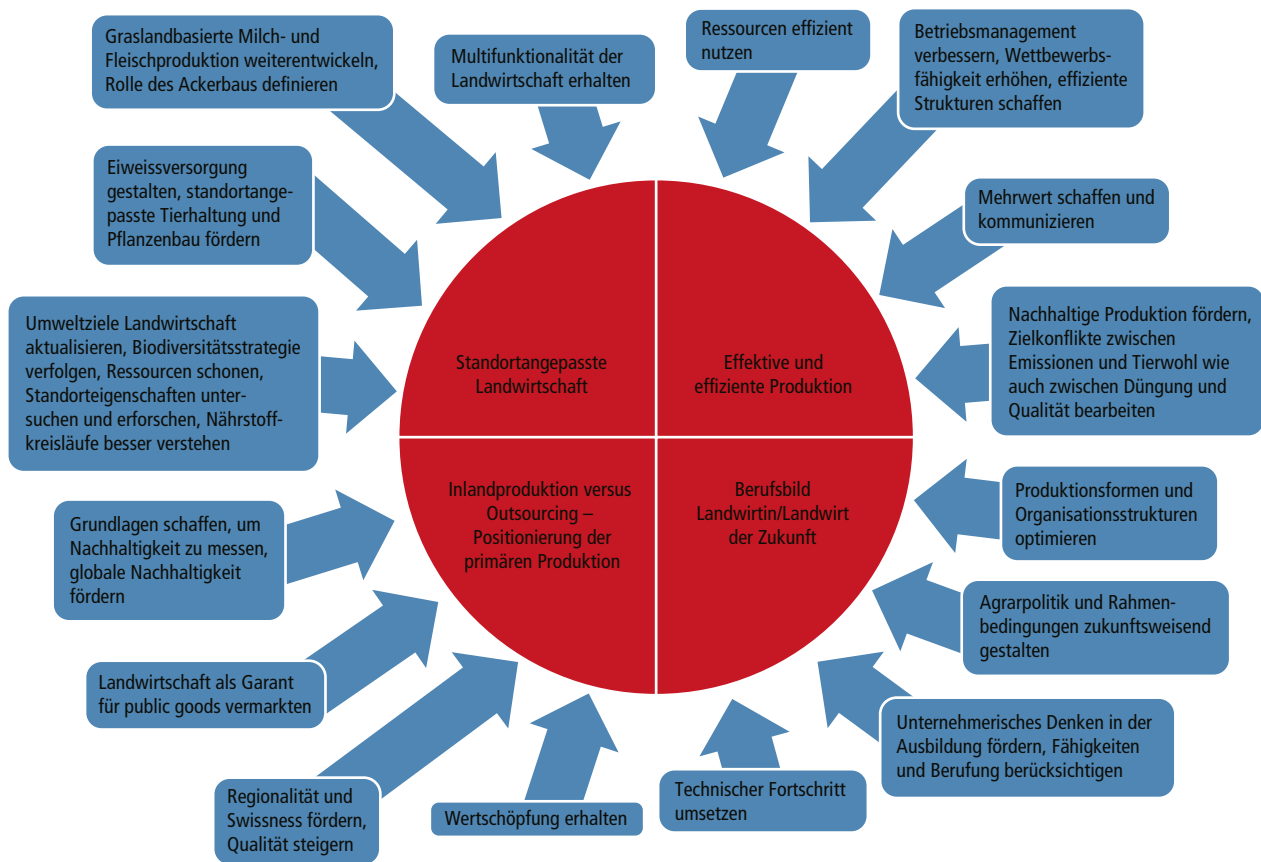 Graslandbasierte Milch- und
Fleischproduktion weiterentwickeln,
Rolle des Ackerbaus definieren
Multifunktionalität der
Landwirtschaft erhalten
Ressourcen effizient
nutzen
Betriebsmanagement
verbessern, Wettbewerbs-
fähigkeit erhöhen, effiziente
Strukturen schaffen
Eiweissversorgung
gestalten, standortange-
passte Tierhaltung und
Pflanzenbau fördern
Mehrwert schaffen und
kommunizieren
Umweltziele Landwirtschaft
aktualisieren, Biodiversitätsstrategie
verfolgen, Ressourcen schonen,
Standorteigenschaften unter-
suchen und erforschen, Nährstoff-
kreisläufe besser verstehen
Standortangepasste
Landwirtschaft
Effektive und
effiziente Produktion
Nachhaltige Produktion fördern,
Zielkonflikte zwischen
Emissionen und Tierwohl wie
auch zwischen Düngung und
Qualität bearbeiten
Grundlagen schaffen, um
Nachhaltigkeit zu messen,
globale Nachhaltigkeit
fördern
Inlandproduktion versus
Outsourcing –
Positionierung der
primären Produktion
Berufsbild
Landwirtin/Landwirt
der Zukunft
Produktionsformen und
Organisationsstrukturen
optimieren
Agrarpolitik und Rahmen-
bedingungen zukunftsweisend
gestalten
Landwirtschaft als Garant
für public goods vermarkten
Unternehmerisches Denken in der
Ausbildung fördern, Fähigkeiten
und Berufung berücksichtigen
Regionalität und
Swissness fördern,
Qualität steigern
Wertschöpfung erhalten
Technischer Fortschritt
umsetzen